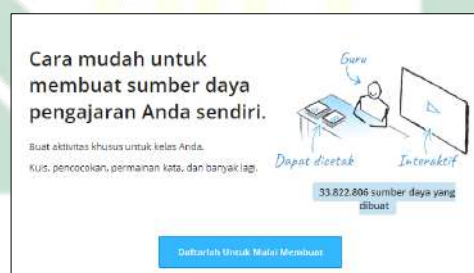 Cara mudah untuk
membuat sumber daya
pengajaran Anda sendiri.
Buat aktivitas khusus untuk kelas Anda.
Kuis, pencocokan, permainan kata, dan banyak lagi.
Guru
Dapat dicetak
Interaktif
33.822.806 sumber daya yang
dibuat
Daftarlah Untuk Mulai Membuat